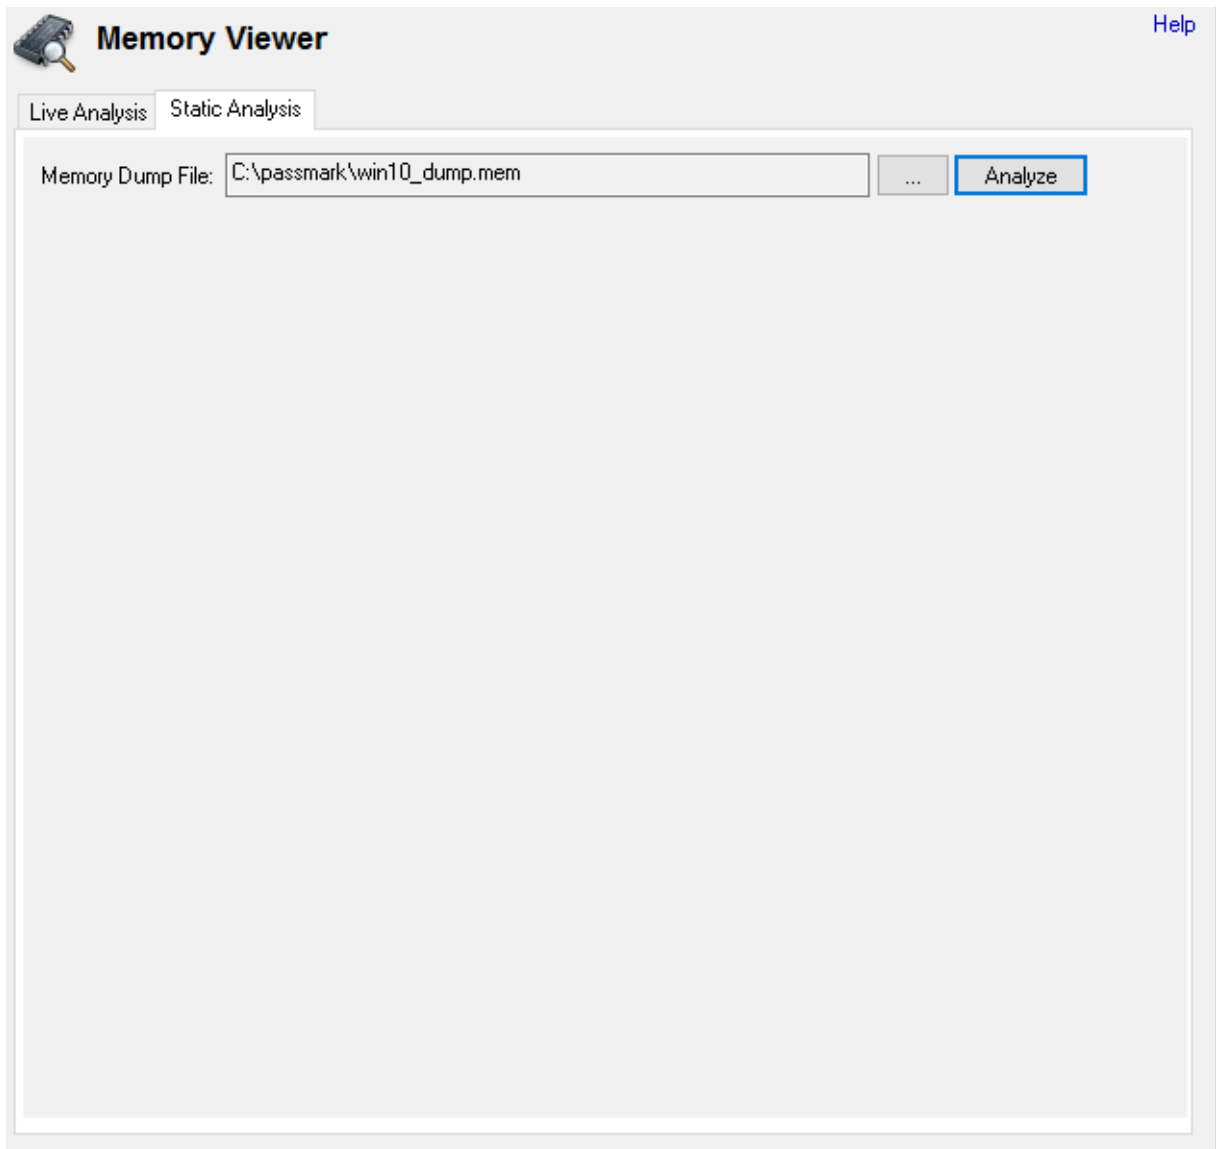 Memory Viewer
Help
Live Analysis
Static Analysis
Memory Dump File:
C:\passmark\win10_dump.mem
...
Analyze